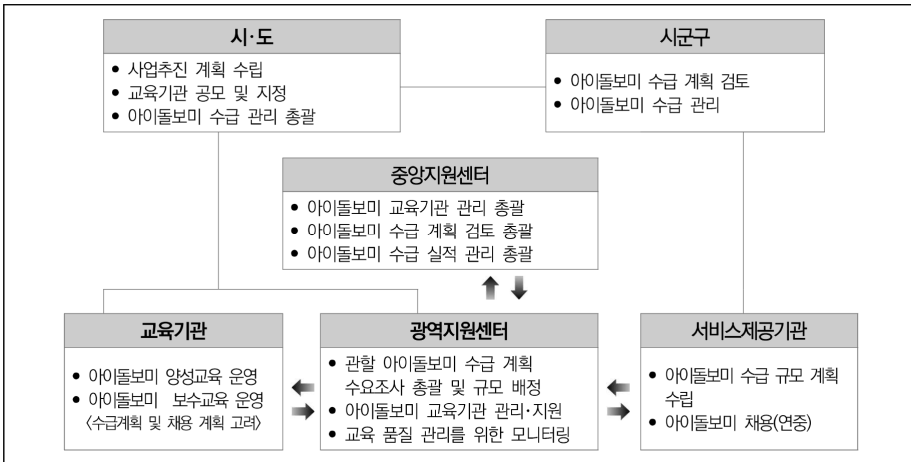 시·도
• 사업추진 계획 수립
• 교육기관 공모 및 지정
• 아이돌보미 수급 관리 총괄
시군구
• 아이돌보미 수급 계획 검토
• 아이돌보미 수급 관리
중앙지원센터
• 아이돌보미 교육기관 관리 총괄
• 아이돌보미 수급 계획 검토 총괄
• 아이돌보미 수급 실적 관리 총괄
교육기관
• 아이돌보미 양성교육 운영
• 아이돌보미 보수교육 운영
〈수급계획 및 채용 계획 고려〉
광역지원센터
• 관할 아이돌보미 수급 계획
수요조사 총괄 및 규모 배정
• 아이돌보미 교육기관 관리·지원
• 교육 품질 관리를 위한 모니터링
서비스제공기관
• 아이돌보미 수급 규모 계획
수립
• 아이돌보미 채용(연중)